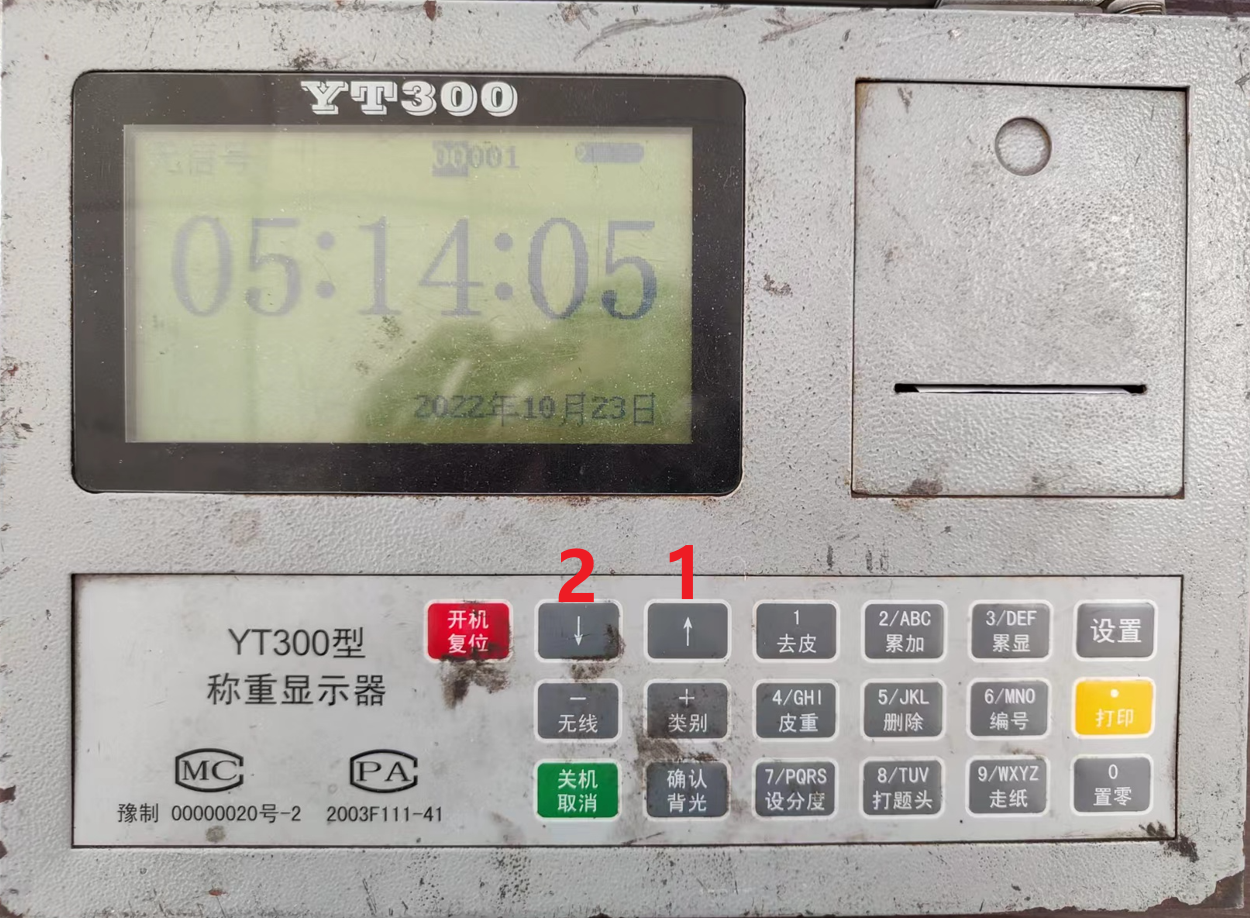 YT300
无信号 00001
05:14:05
2022年10月23日
2 1
YT300型
称重显示器
MC PA
豫制 00000020号-2 2003F111-41
开机
复位
↓
↑
1
去皮
2/ABC
累加
3/DEF
累显
设置
－
无线
＋
类别
4/GHI
皮重
5/JKL
删除
6/MNO
编号
·
打印
关机
取消
确认
背光
7/PQRS
设分度
8/TUV
打题头
9/WXYZ
走纸
0
置零